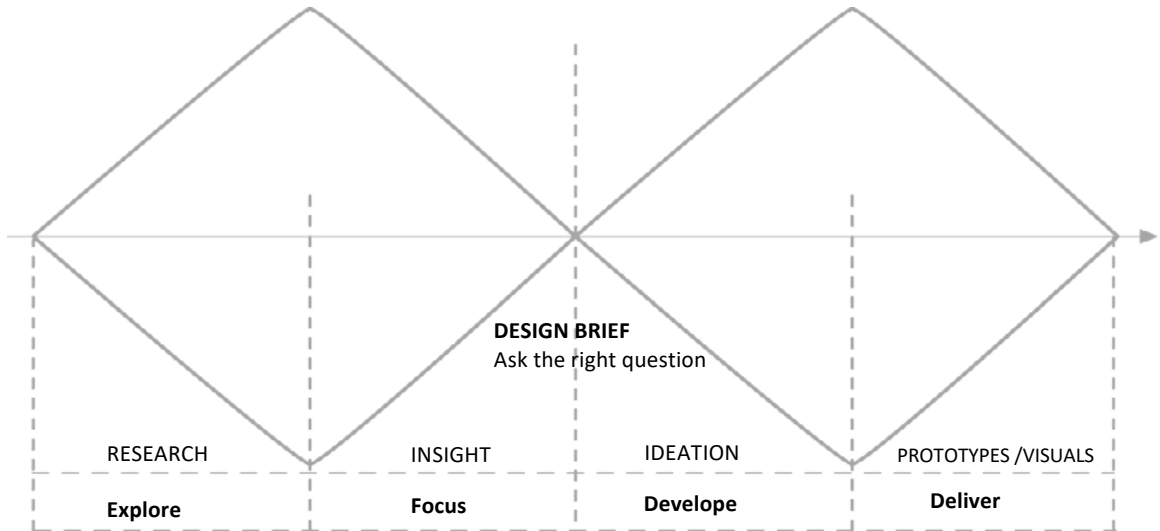 DESIGN BRIEF
Ask the right question
RESEARCH
INSIGHT
IDEATION
PROTOTYPES /VISUALS
Explore
Focus
Develope
Deliver